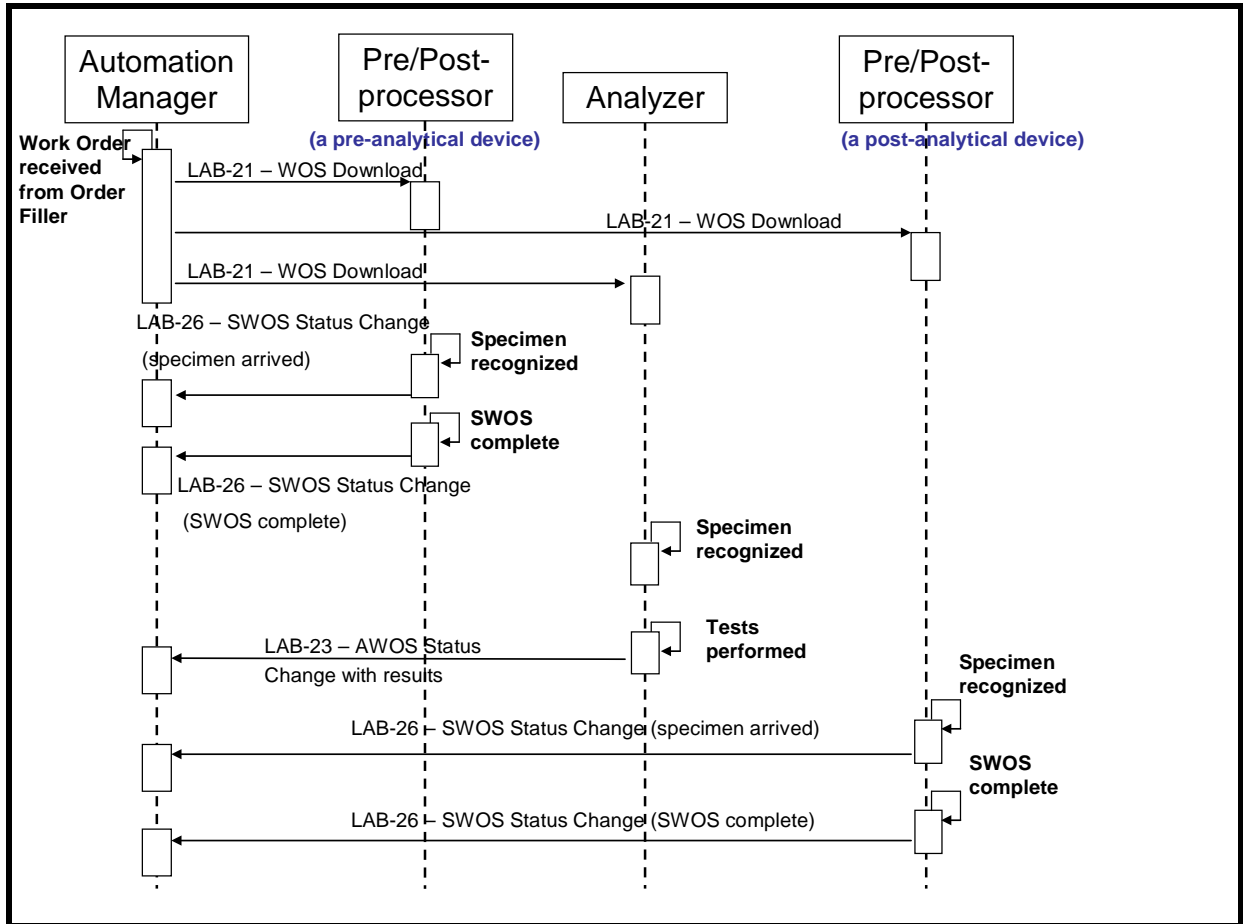 Automation
Manager
Pre/Post-
processor
(a pre-analytical device)
Analyzer
Pre/Post-
processor
(a post-analytical device)
Work Order
received
from Order
Filler
LAB-21 – WOS Download
LAB-21 – WOS Download
LAB-21 – WOS Download
LAB-26 – SWOS Status Change
(specimen arrived)
Specimen
recognized
SWOS
complete
LAB-26 – SWOS Status Change
(SWOS complete)
Specimen
recognized
Tests
performed
LAB-23 – AWOS Status
Change with results
Specimen
recognized
LAB-26 – SWOS Status Change (specimen arrived)
SWOS
complete
LAB-26 – SWOS Status Change (SWOS complete)